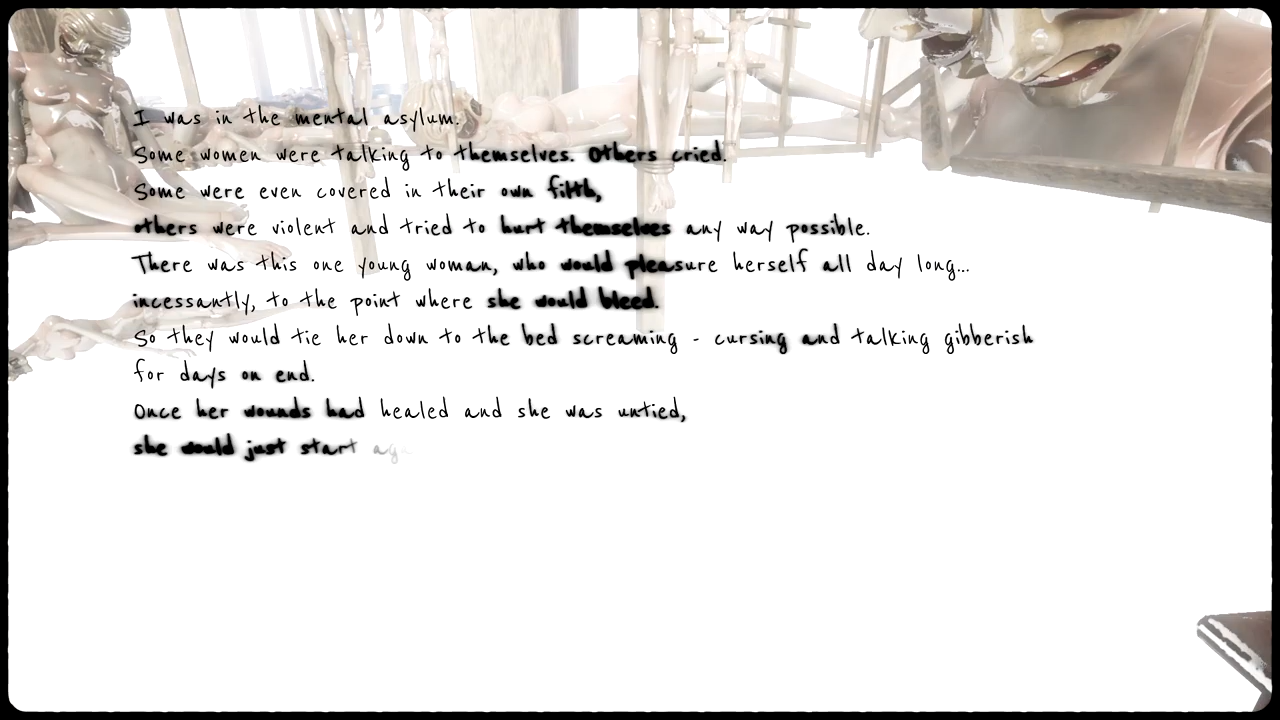 I was in the mental asylum.
Some women were talking to themselves. Others cried.
Some were even covered in their own filth,
others were violent and tried to hurt themselves any way possible.
There was this one young woman, who would pleasure herself all day long...
incessantly, to the point where she would bleed.
So they would tie her down to the bed screaming - cursing and talking gibberish
for days on end.
Once her wounds had healed and she was untied,
she would just start